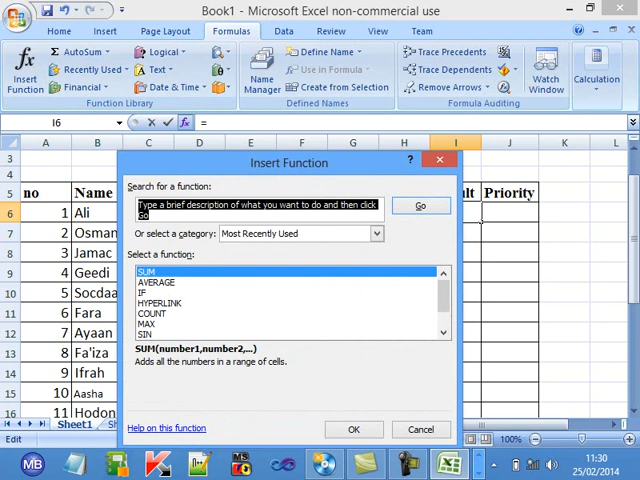 Book1 - Microsoft Excel non-commercial use
Home Insert Page Layout Formulas Data Review View Team
AutoSum Logical Define Name Trace Precedents
Insert Function Recently Used Text Name Manager Use in Formula Trace Dependents Watch Window Calculation
Financial Date & Time Create from Selection Remove Arrows
Function Library Defined Names Formula Auditing
I6 fx =
A B C D E F G H I J K L
3
4
5 no Name ult Priority
6 1 Ali
7 2 Osman
8 3 Jamac
9 4 Geedi
10 5 Socdaa
11 6 Fara
12 7 Ayaan
13 8 Fa'iza
14 9 Ifrah
15 10 Aasha
16 11 Hodon
Insert Function
?
Search for a function:
Type a brief description of what you want to do and then click
Go
Go
Or select a category: Most Recently Used
Select a function:
SUM
AVERAGE
IF
HYPERLINK
COUNT
MAX
SIN
SUM(number1,number2,...)
Adds all the numbers in a range of cells.
Help on this function OK Cancel
Sheet1
Edit 100%
MB MS 11:30
25/02/2014